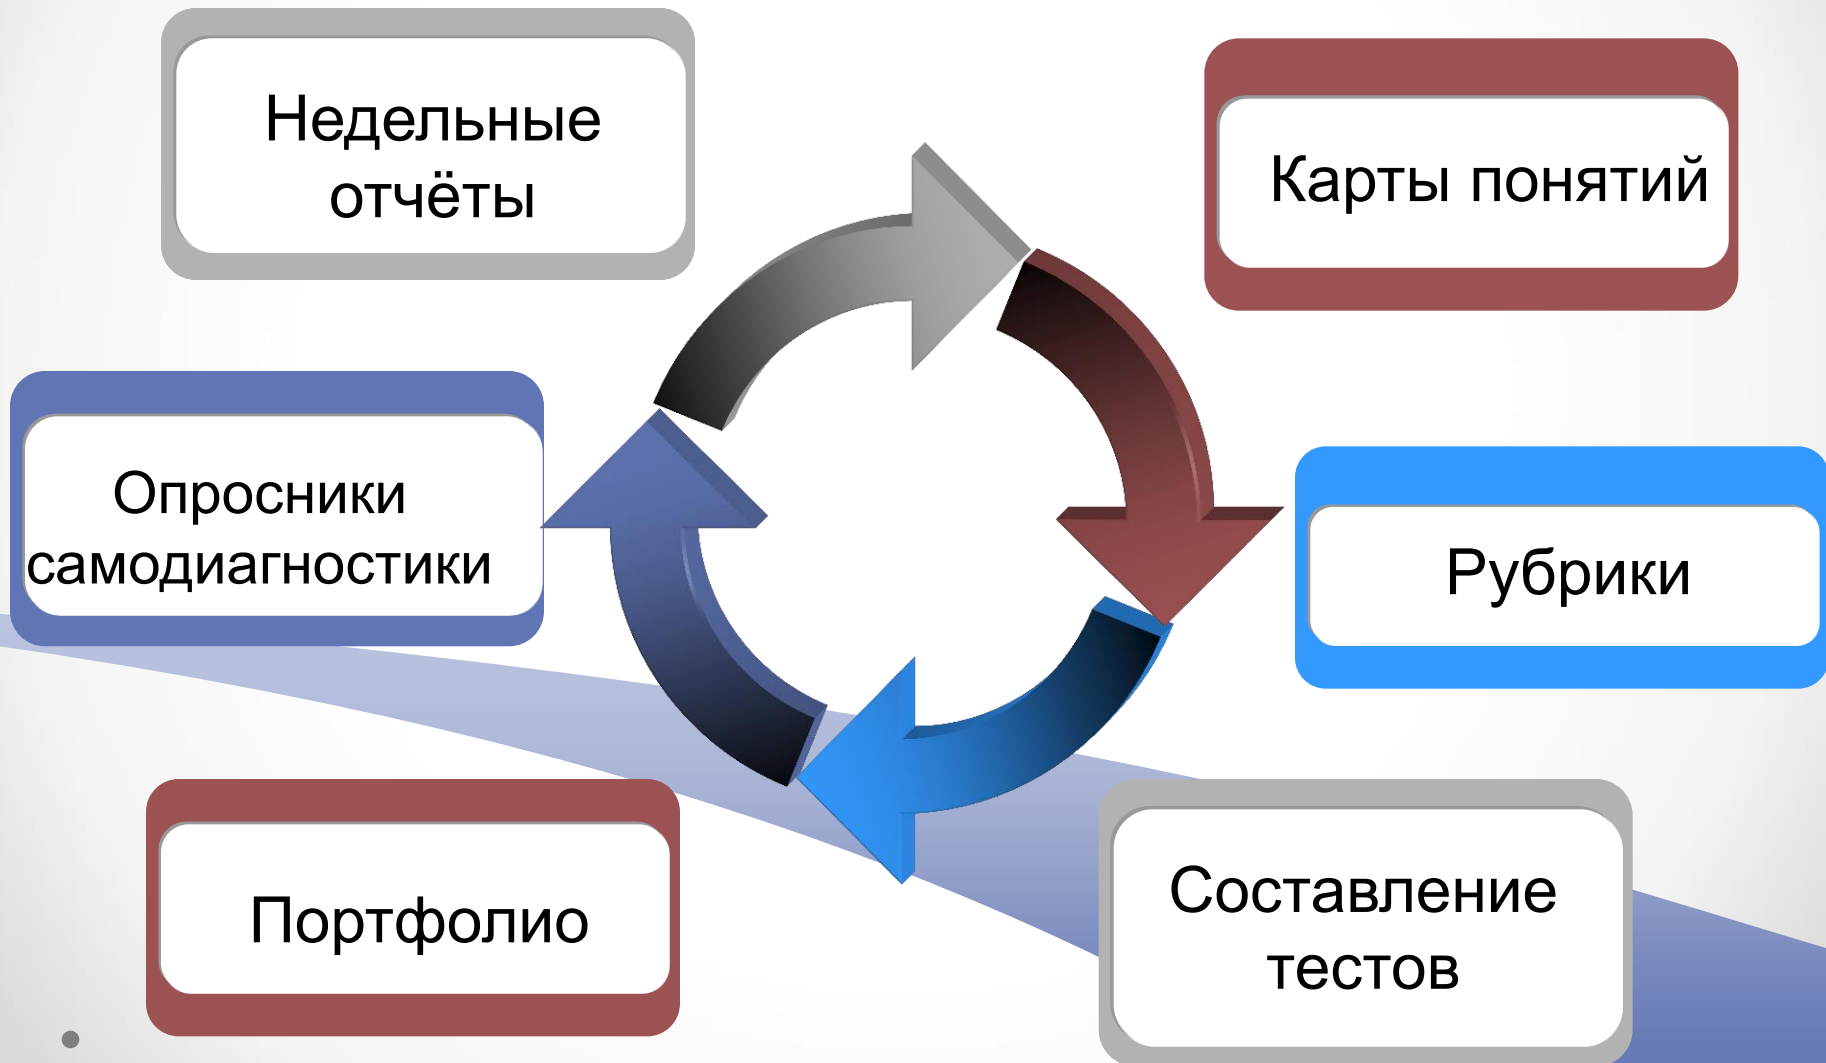 Недельные
отчёты
Карты понятий
Опросники
самодиагностики
Рубрики
Портфолио
Составление
тестов